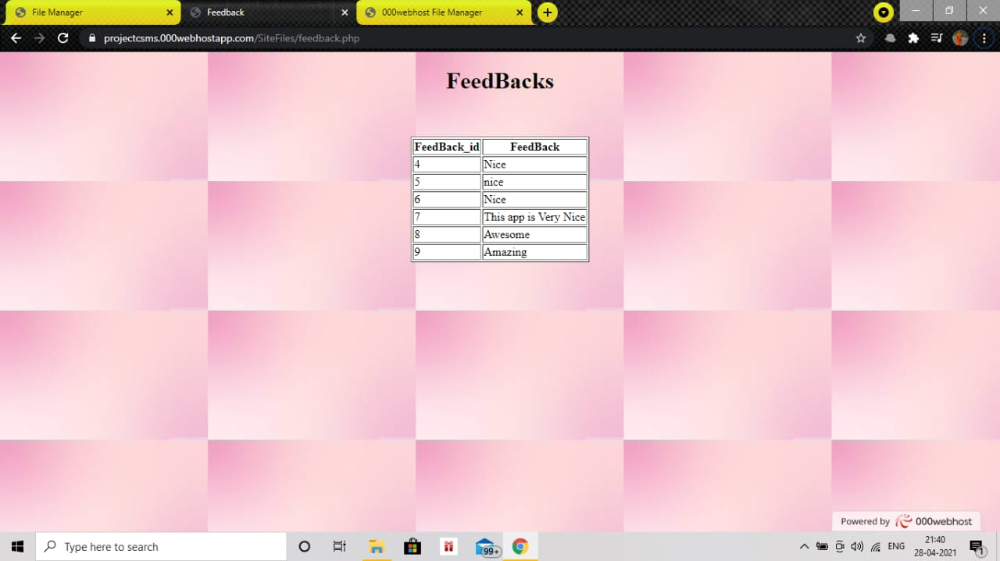 File Manager
Feedback
000webhost File Manager
projectcsms.000webhostapp.com/SiteFiles/feedback.php
FeedBacks
FeedBack_id FeedBack
4 Nice
5 nice
6 Nice
7 This app is Very Nice
8 Awesome
9 Amazing
Powered by 000webhost
Type here to search
99+
ENG
21:40
28-04-2021
1